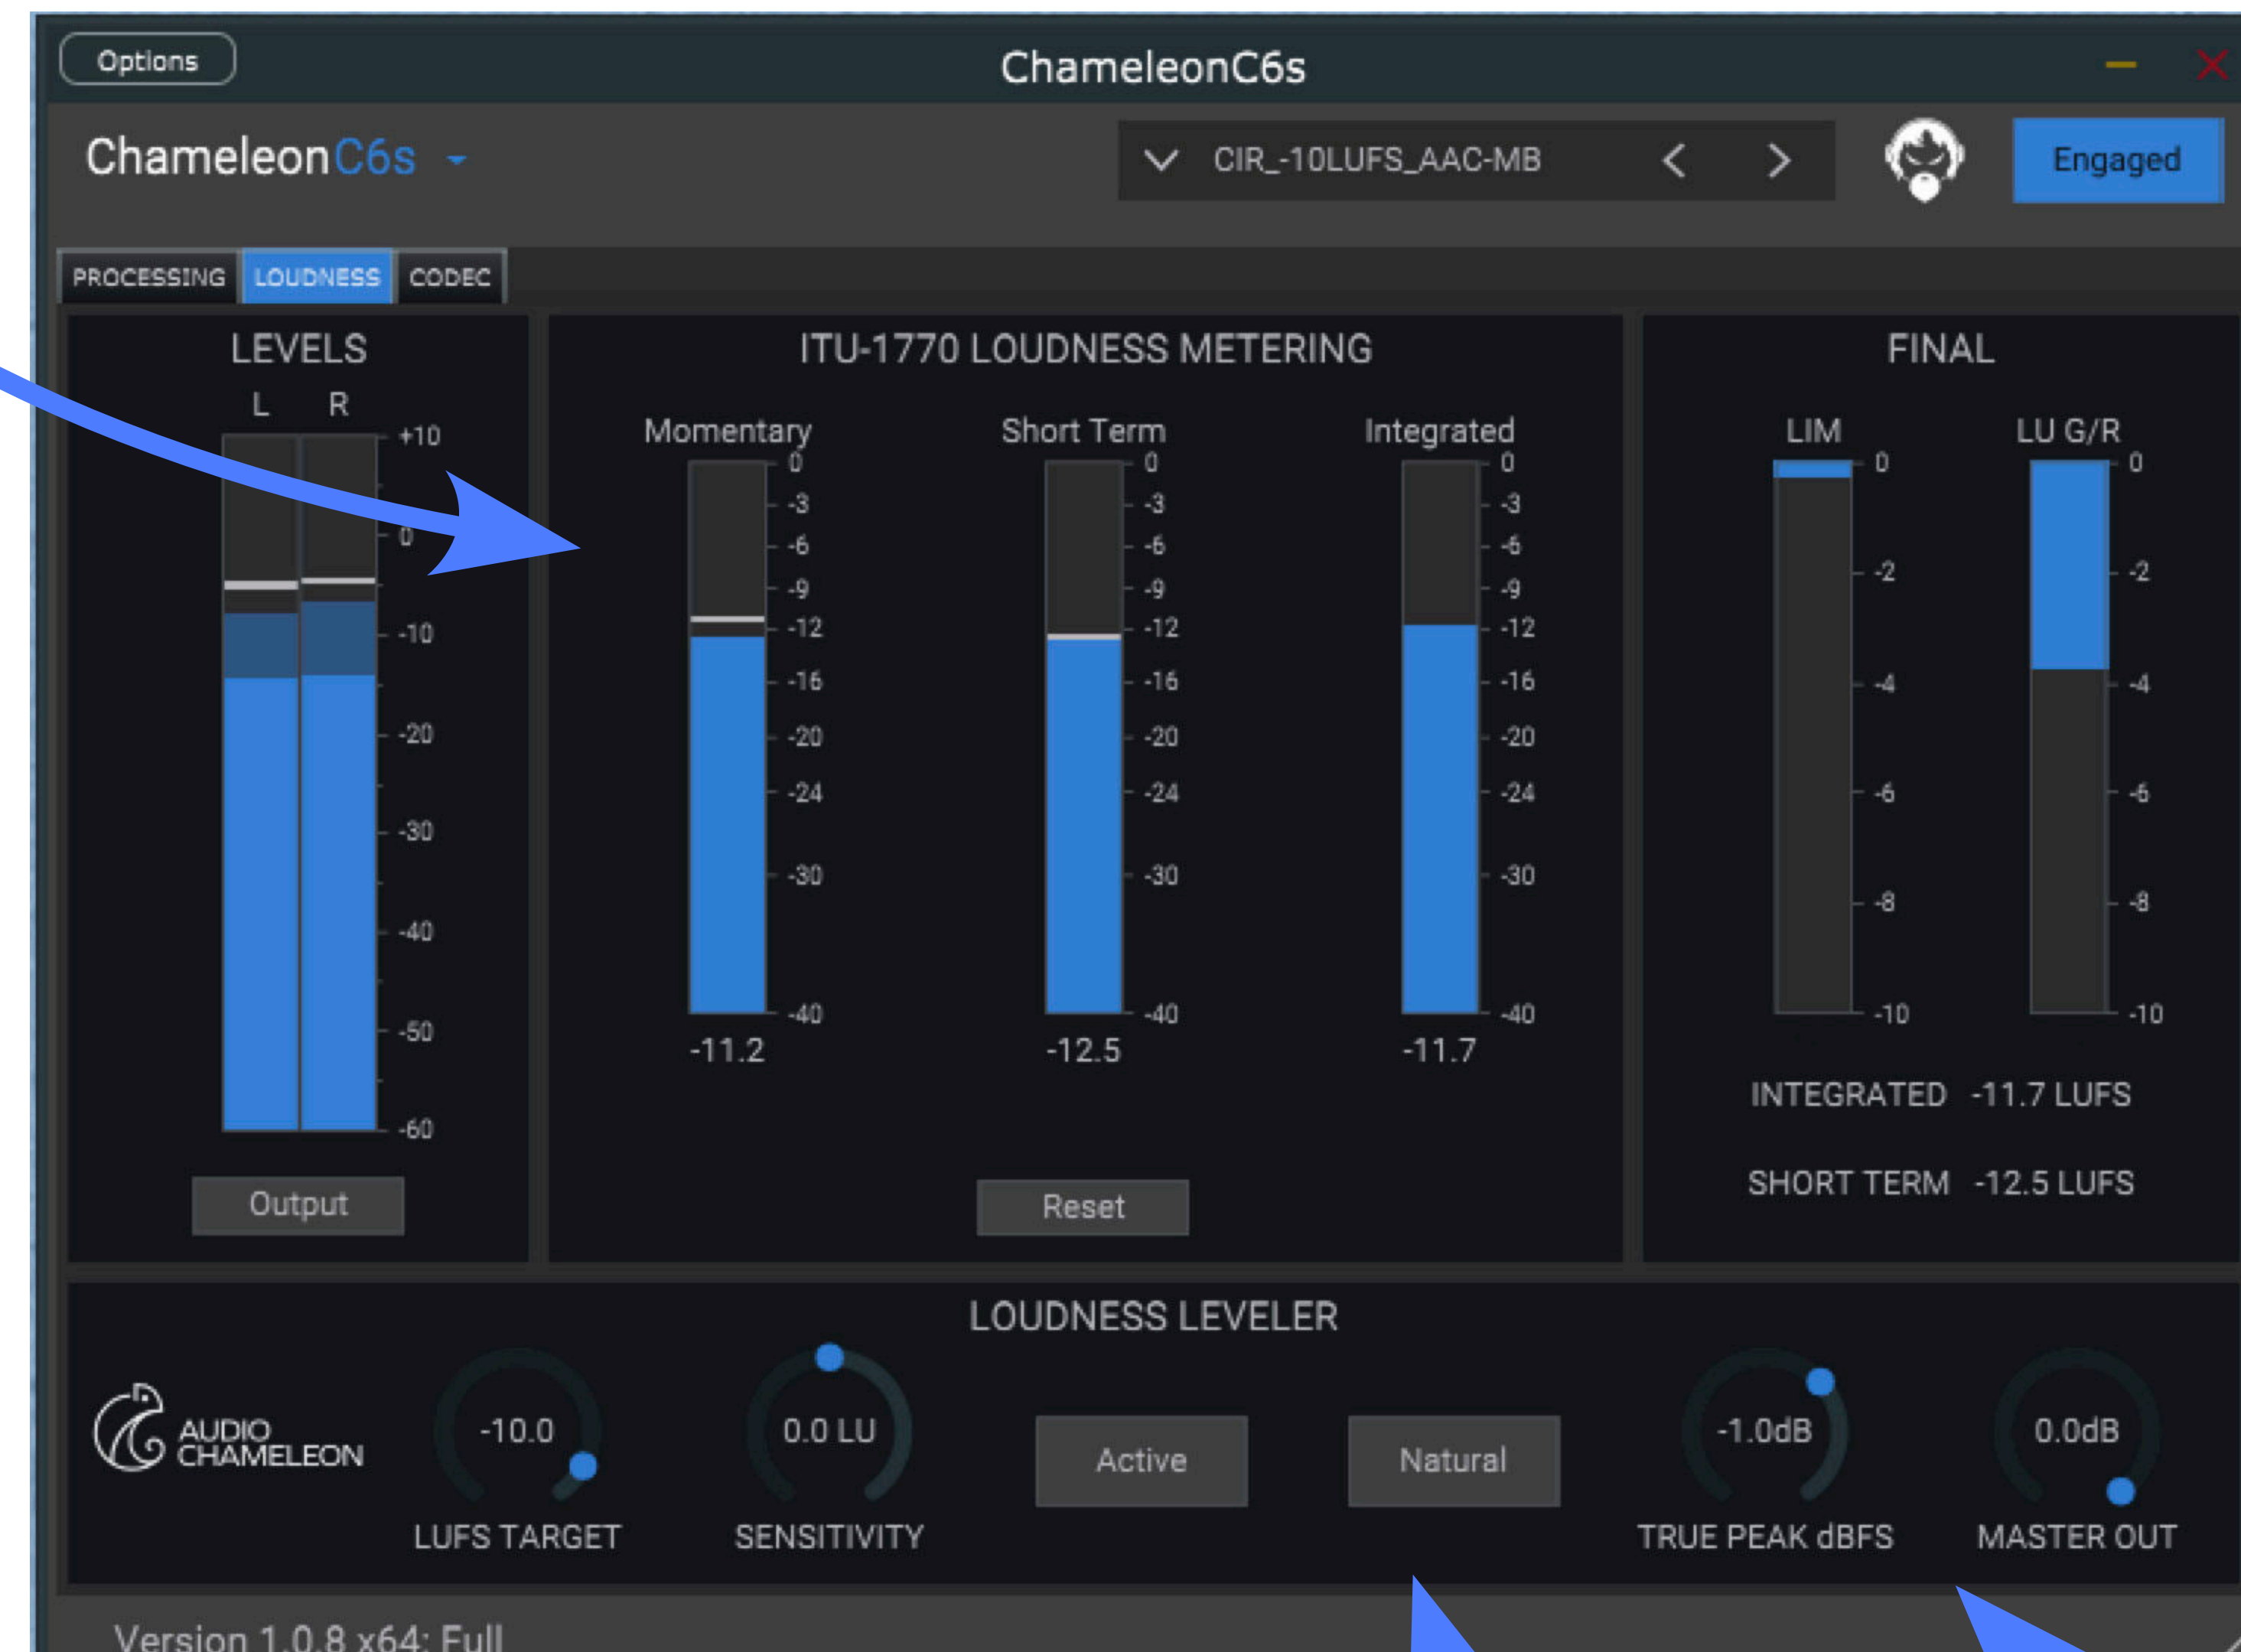 Options
ChameleonC6s
ChameleonC6s
CIR_-10LUFS_AAC-MB
Engaged
PROCESSING LOUDNESS CODEC
LEVELS
L R
+10
0
-10
-20
-30
-40
-50
-60
Output
ITU-1770 LOUDNESS METERING
Momentary
0
-3
-6
-9
-12
-16
-20
-24
-30
-40
-11.2
Short Term
0
-3
-6
-9
-12
-16
-20
-24
-30
-40
-12.5
Integrated
0
-3
-6
-9
-12
-16
-20
-24
-30
-40
-11.7
Reset
FINAL
LIM
0
-2
-4
-6
-8
-10
LU G/R
0
-2
-4
-6
-8
-10
INTEGRATED -11.7 LUFS
SHORT TERM -12.5 LUFS
LOUDNESS LEVELER
AUDIO
CHAMELEON
-10.0
LUFS TARGET
0.0 LU
SENSITIVITY
Active
Natural
-1.0dB
TRUE PEAK dBFS
0.0dB
MASTER OUT
Version 1.0.8 x64: Full